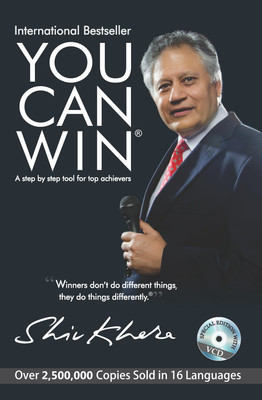 International Bestseller
YOU
CAN
WIN®
A step by step tool for top achievers
“Winners don't do different things,
they do things differently.®”
Shiv Khera
SPECIAL EDITION WITH
VCD
Over 2,500,000 Copies Sold in 16 Languages